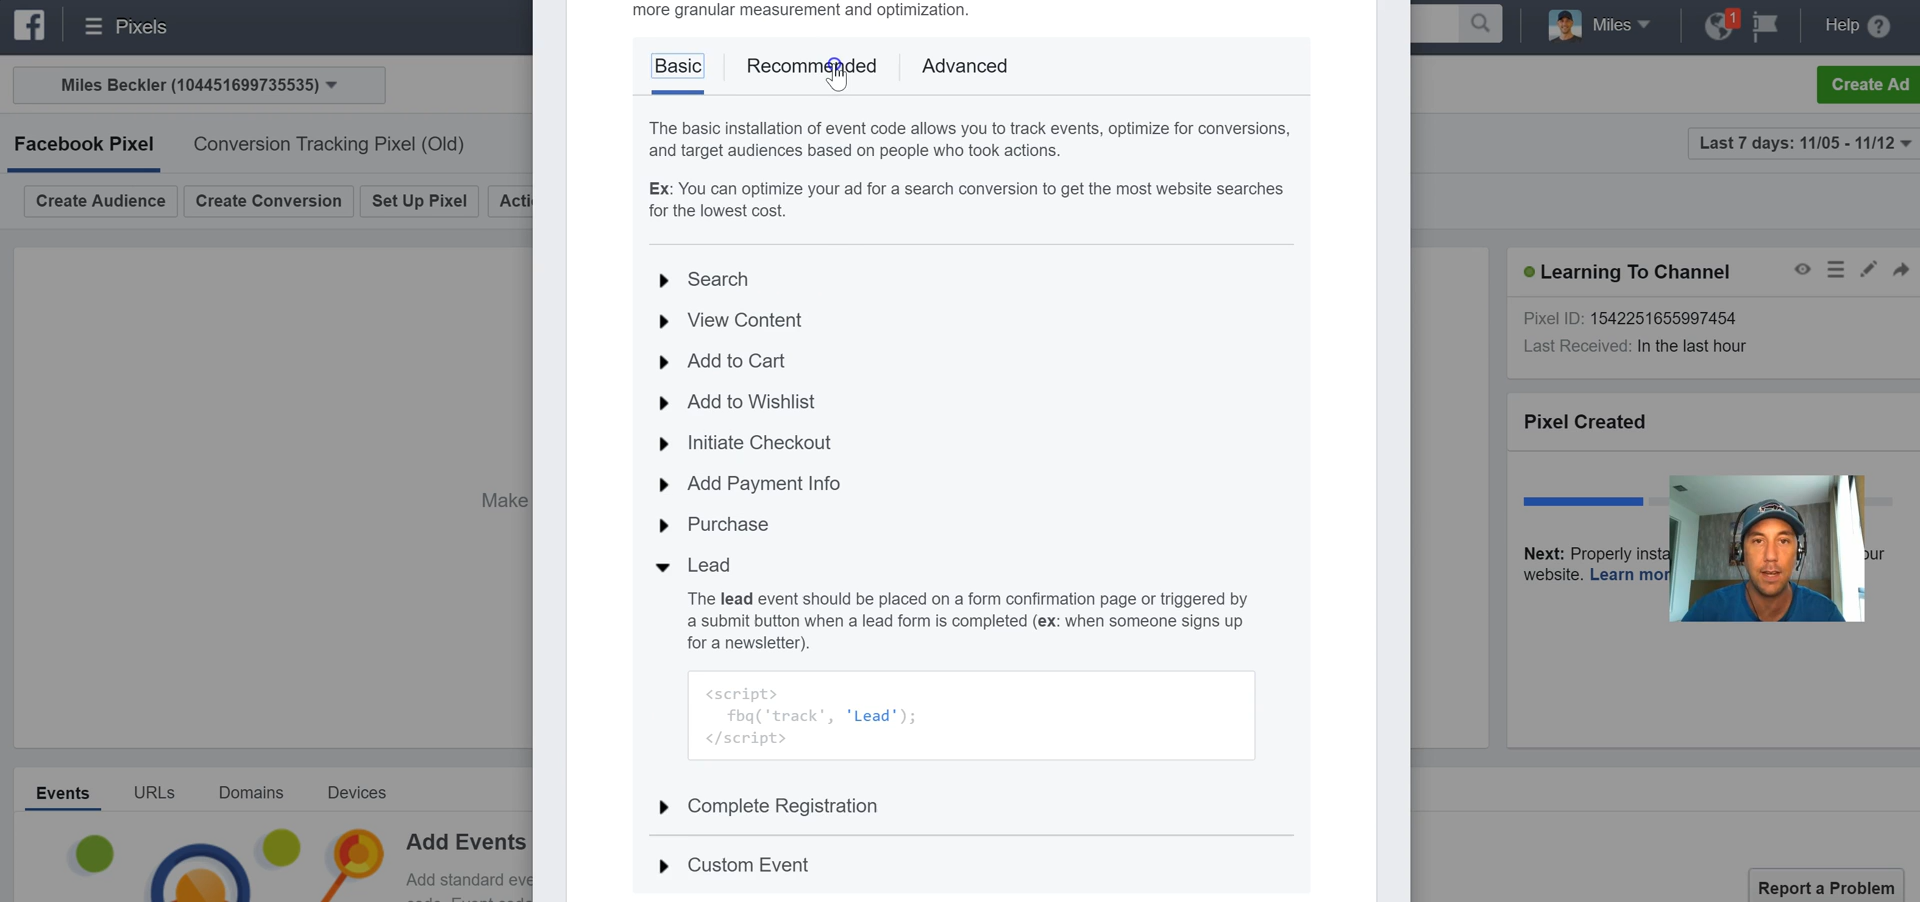 Pixels
Miles
1
Help ?
more granular measurement and optimization.
Miles Beckler (104451699735535)
Create Ad
Facebook Pixel
Conversion Tracking Pixel (Old)
Last 7 days: 11/05 - 11/12
Create Audience
Create Conversion
Set Up Pixel
Acti
Basic
Recommended
Advanced
The basic installation of event code allows you to track events, optimize for conversions,
and target audiences based on people who took actions.
Ex: You can optimize your ad for a search conversion to get the most website searches
for the lowest cost.
Search
View Content
Add to Cart
Add to Wishlist
Initiate Checkout
Add Payment Info
Purchase
Lead
The lead event should be placed on a form confirmation page or triggered by
a submit button when a lead form is completed (ex: when someone signs up
for a newsletter).
<script>
fbq('track', 'Lead');
</script>
Complete Registration
Custom Event
Make
Learning To Channel
Pixel ID: 1542251655997454
Last Received: In the last hour
Pixel Created
Next: Properly insta
our
website. Learn mor
Events
URLs
Domains
Devices
Add Events
Add standard eve
Report a Problem